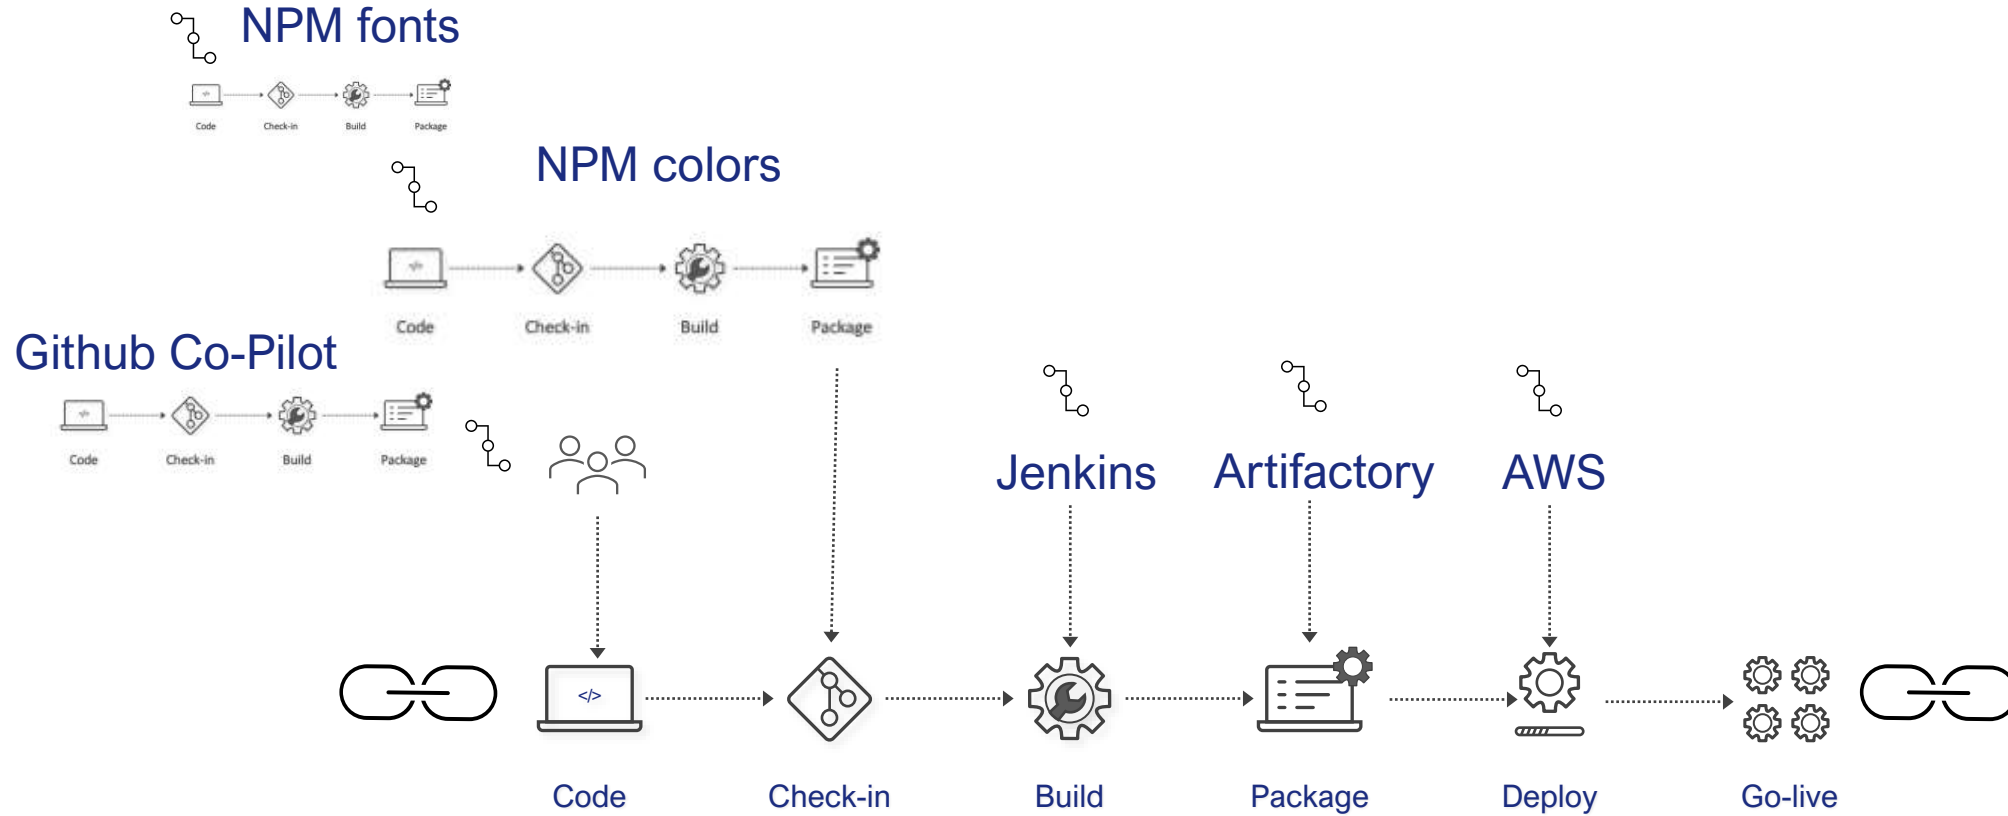 NPM fonts
</>
Code Check-in Build Package
NPM colors
</>
Code Check-in Build Package
Github Co-Pilot
</>
Code Check-in Build Package
Jenkins Artifactory AWS
</>
Code Check-in Build Package Deploy Go-live